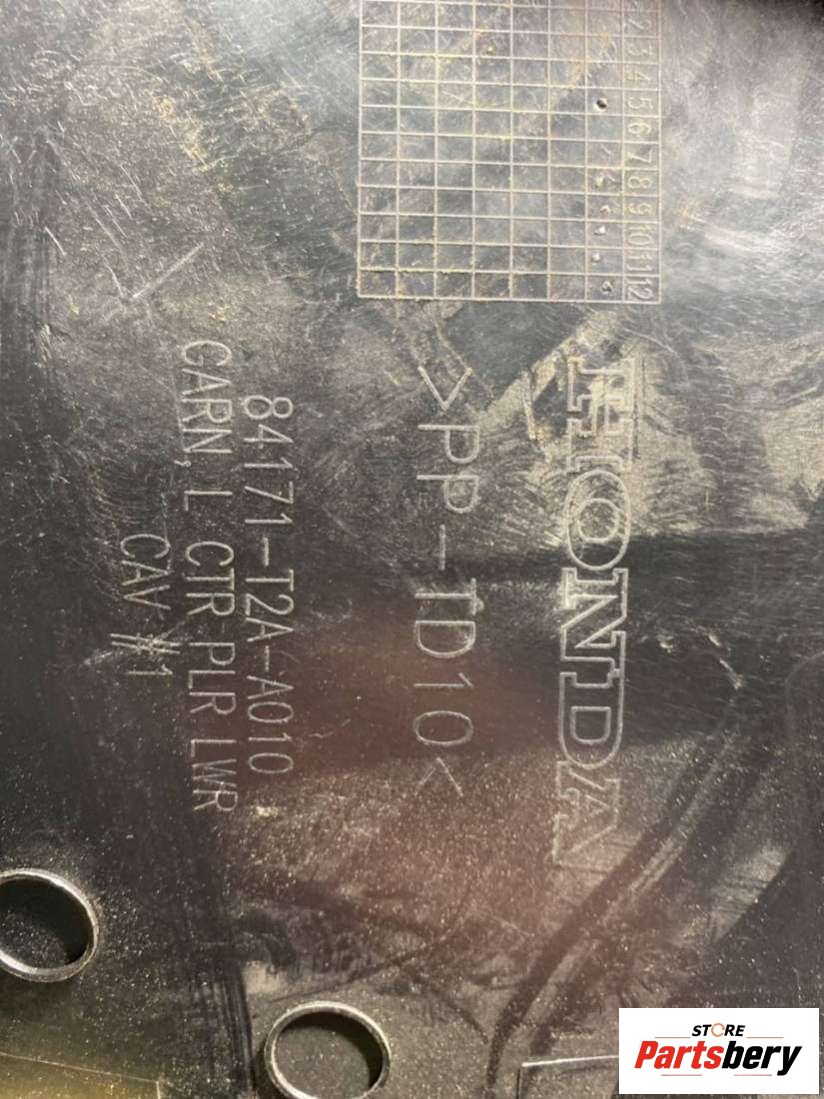 2 3 4 5 6 7 8 9 10 11 12
HONDA
>PP-TD10<
84171-T2A-A010
GARN, L CTR PLR LWR
CAV #1
STORE
Partsbery